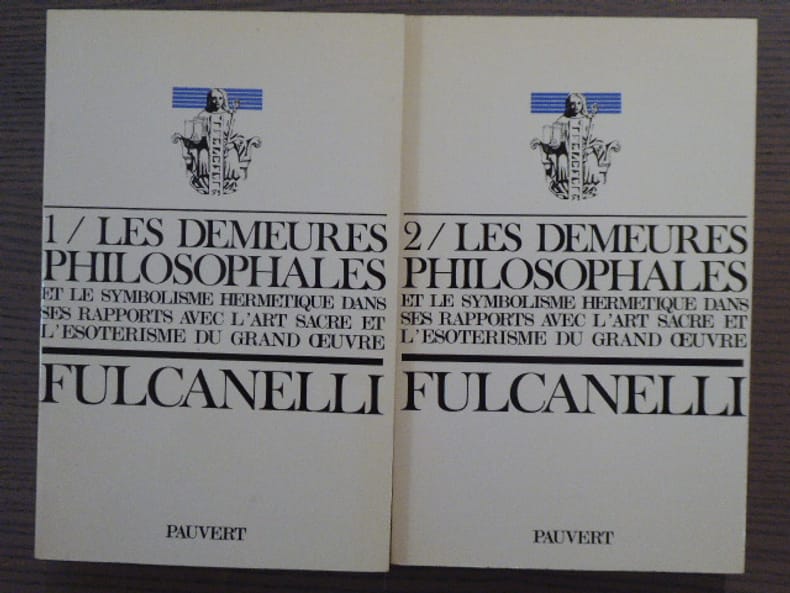 1/ LES DEMEURES
PHILOSOPHALES
ET LE SYMBOLISME HERMETIQUE DANS
SES RAPPORTS AVEC L'ART SACRE ET
L'ESOTERISME DU GRAND ŒUVRE
FULCANELLI
PAUVERT
2/ LES DEMEURES
PHILOSOPHALES
ET LE SYMBOLISME HERMETIQUE DANS
SES RAPPORTS AVEC L'ART SACRE ET
L'ESOTERISME DU GRAND ŒUVRE
FULCANELLI
PAUVERT